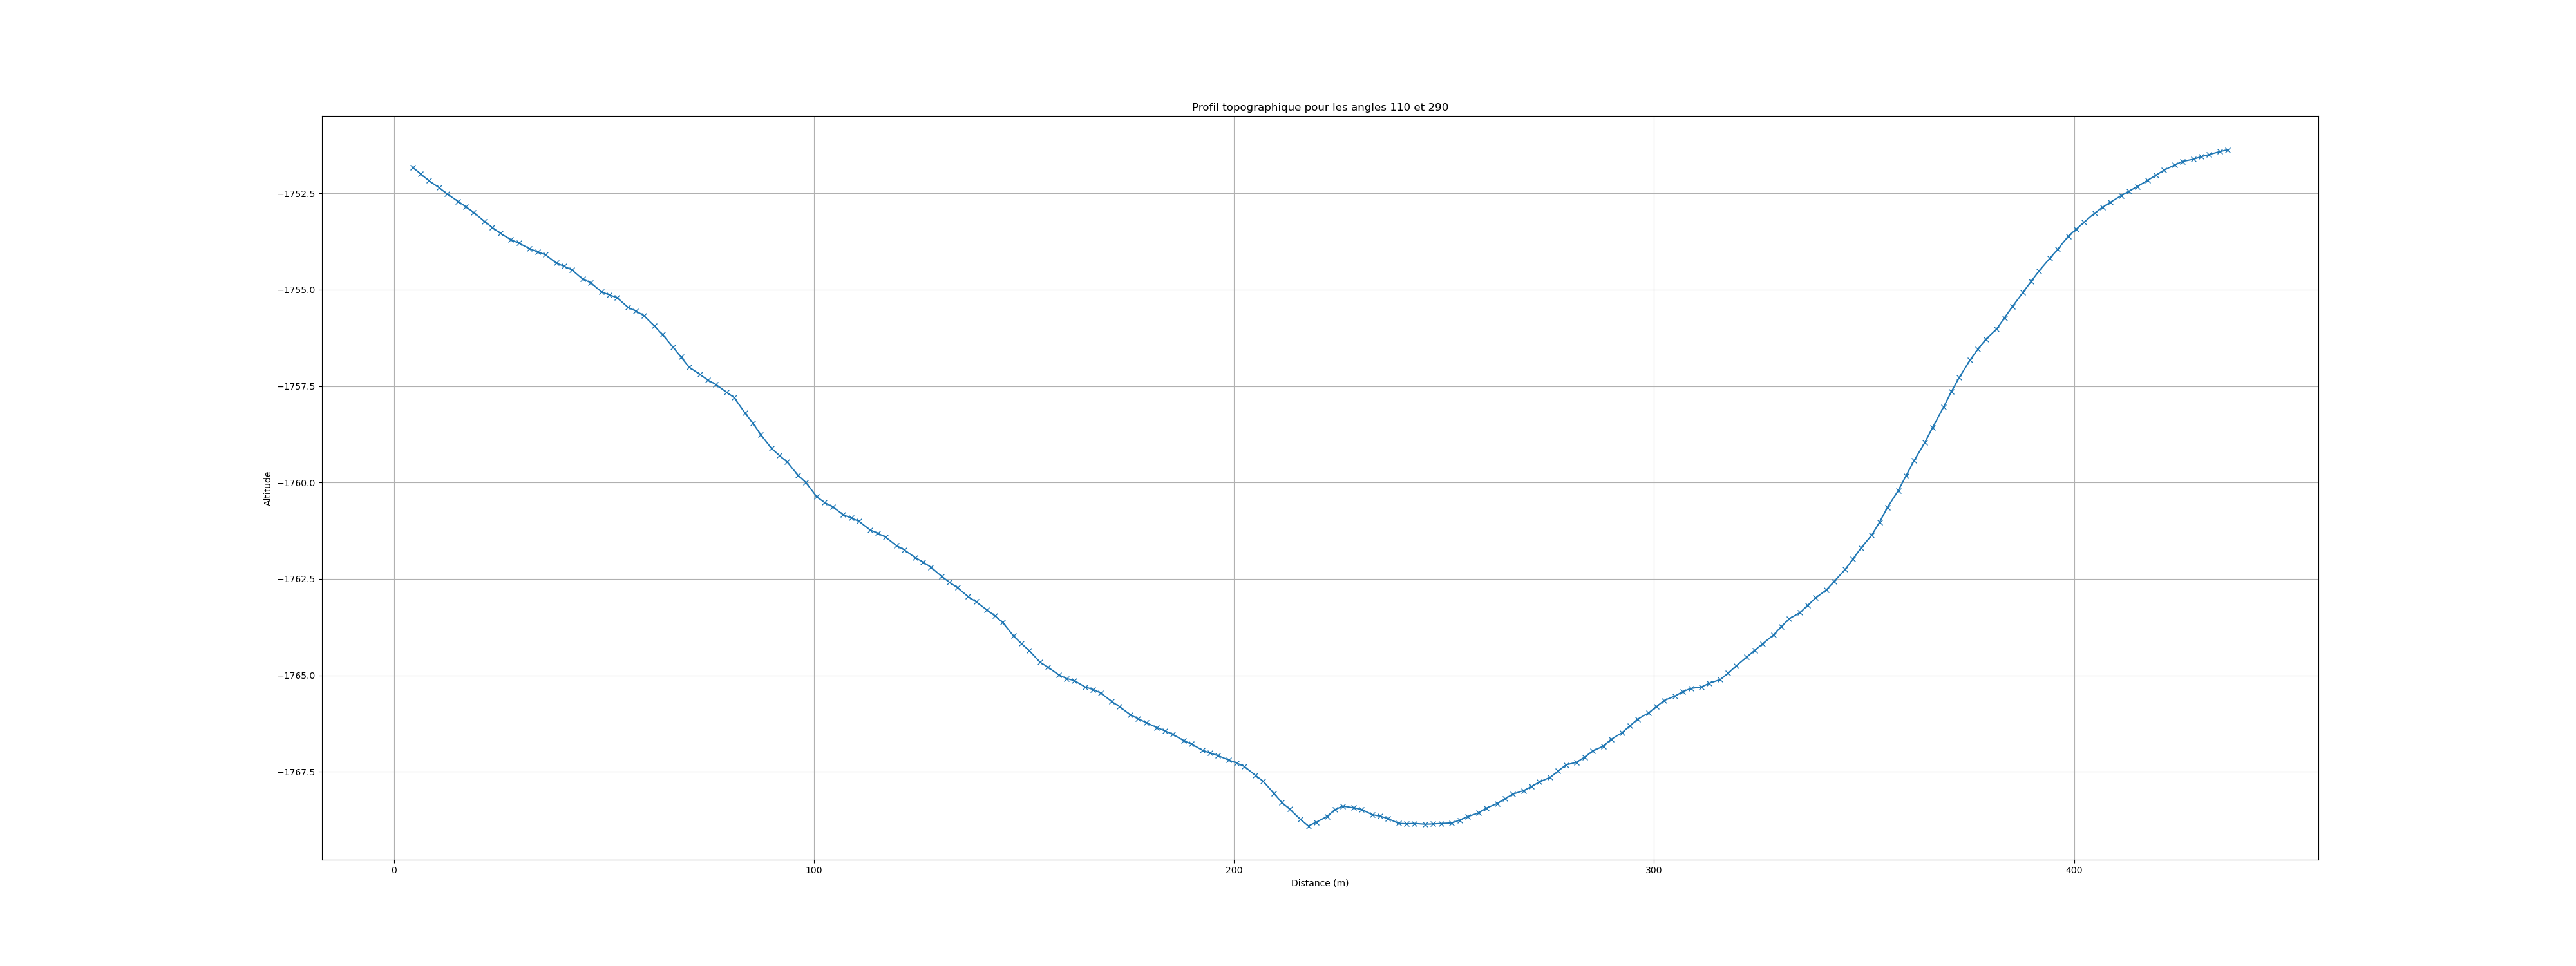 Profil topographique pour les angles 110 et 290
−1752.5
−1755.0
−1757.5
−1760.0
−1762.5
−1765.0
−1767.5
Altitude
0 100 200 300 400
Distance (m)